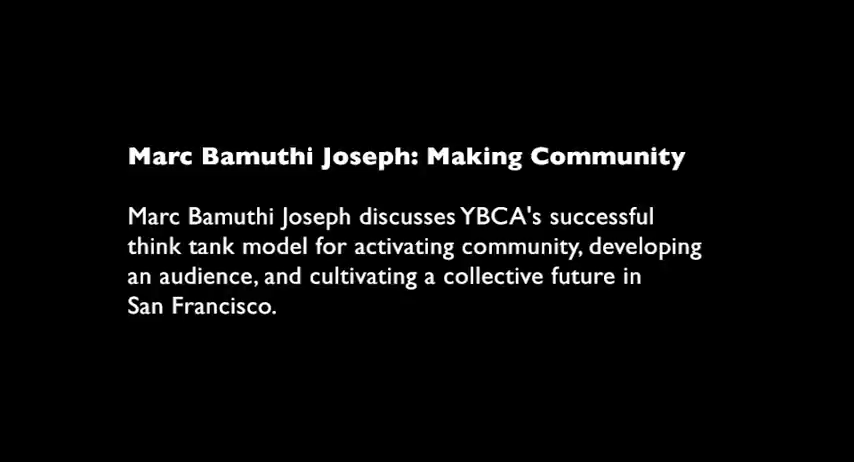 Marc Bamuthi Joseph: Making Community
Marc Bamuthi Joseph discusses YBCA's successful
think tank model for activating community, developing
an audience, and cultivating a collective future in
San Francisco.